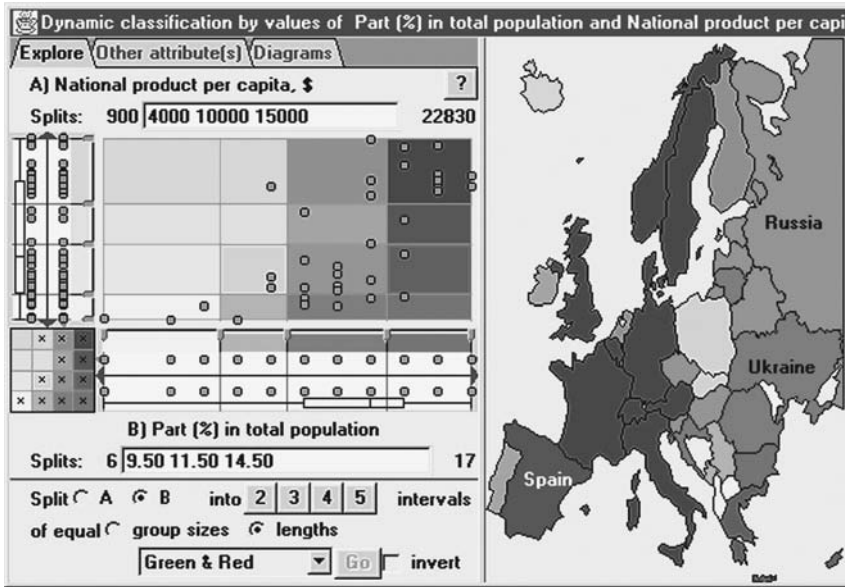 Dynamic classification by values of Part (%) in total population and National product per capi
Explore Other attribute(s) Diagrams
A) National product per capita, $ ?
Splits: 900 4000 10000 15000 22830
B) Part (%) in total population
Splits: 6 9.50 11.50 14.50 17
Split A B into 2 3 4 5 intervals
of equal group sizes lengths
Green & Red Go invert
Russia
Ukraine
Spain